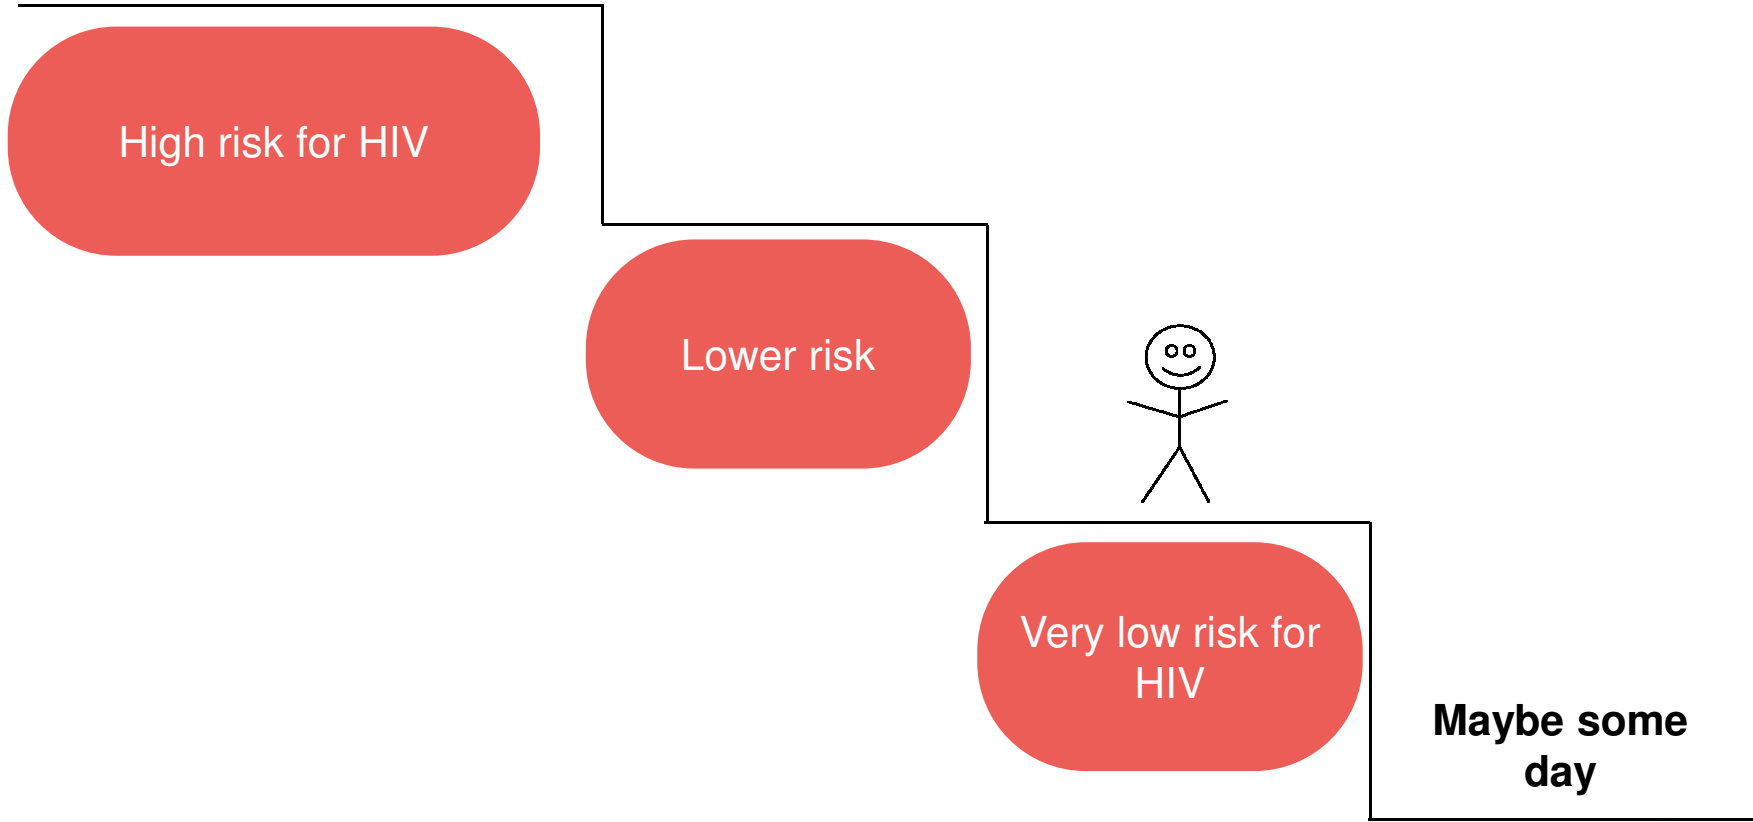 High risk for HIV
Lower risk
Very low risk for
HIV
Maybe some
day